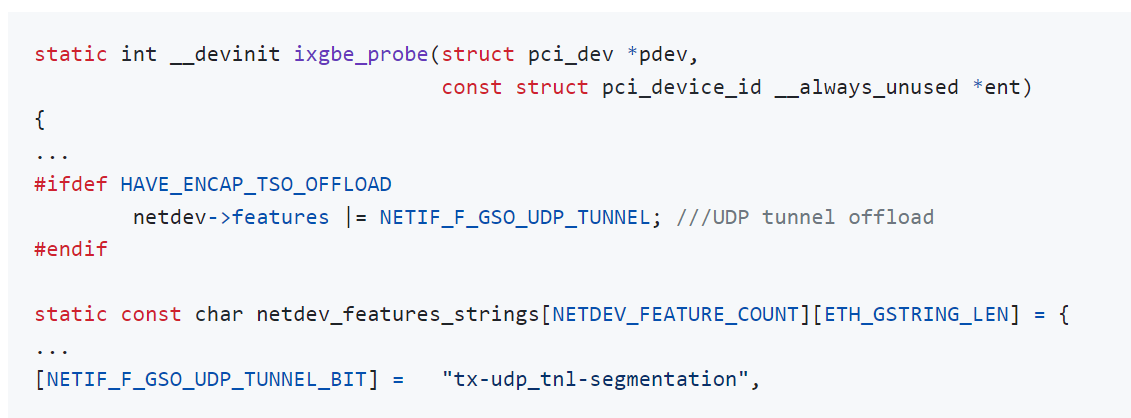 static int __devinit ixgbe_probe(struct pci_dev *pdev,
const struct pci_device_id __always_unused *ent)
{
...
#ifdef HAVE_ENCAP_TSO_OFFLOAD
netdev->features |= NETIF_F_GSO_UDP_TUNNEL; ///UDP tunnel offload
#endif
static const char netdev_features_strings[NETDEV_FEATURE_COUNT][ETH_GSTRING_LEN] = {
...
[NETIF_F_GSO_UDP_TUNNEL_BIT] =   "tx-udp_tnl-segmentation",